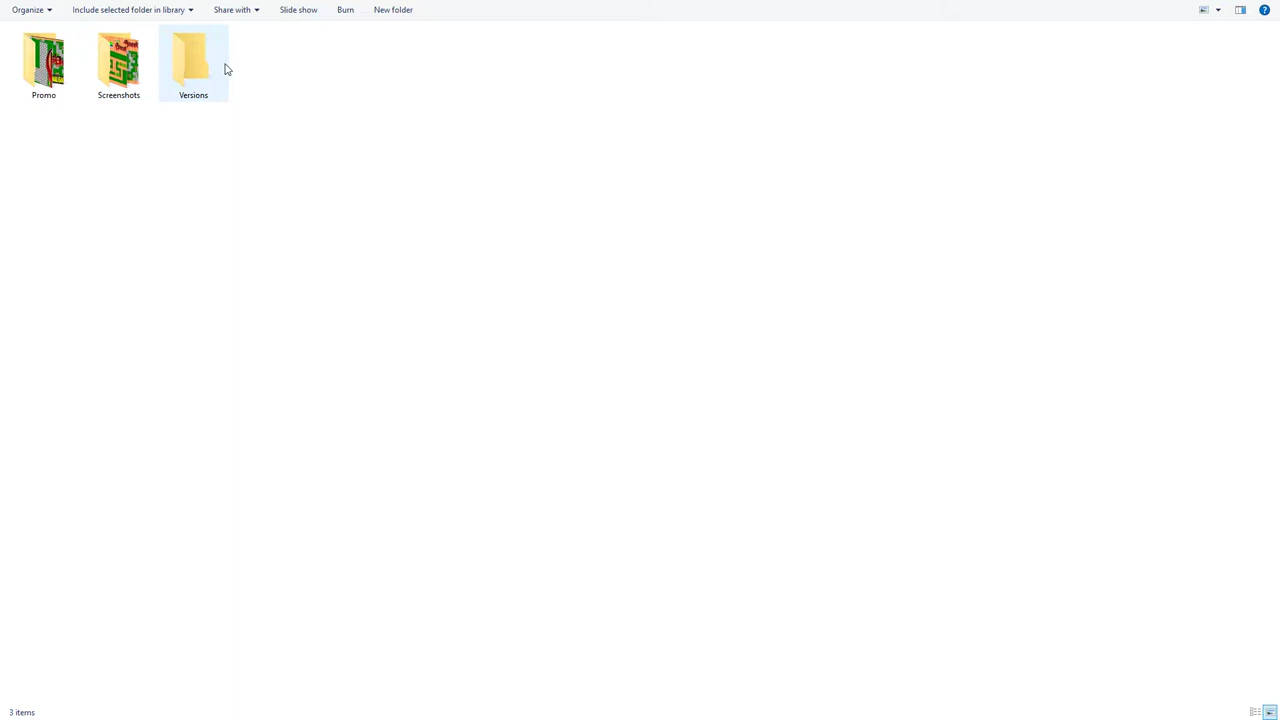 Organize
Include selected folder in library
Share with
Slide show
Burn
New folder
Promo
Screenshots
Versions
3 items